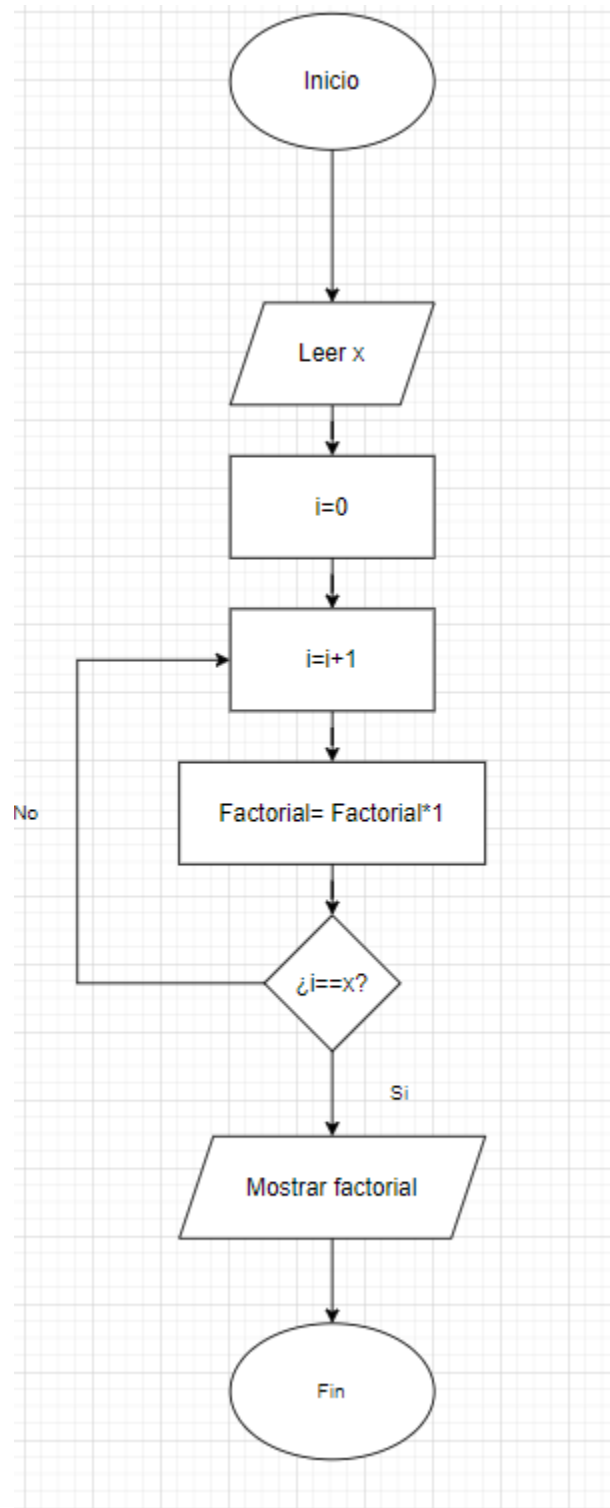 Inicio
Leer x
i=0
i=i+1
Factorial= Factorial*1
No
¿i==x?
Si
Mostrar factorial
Fin